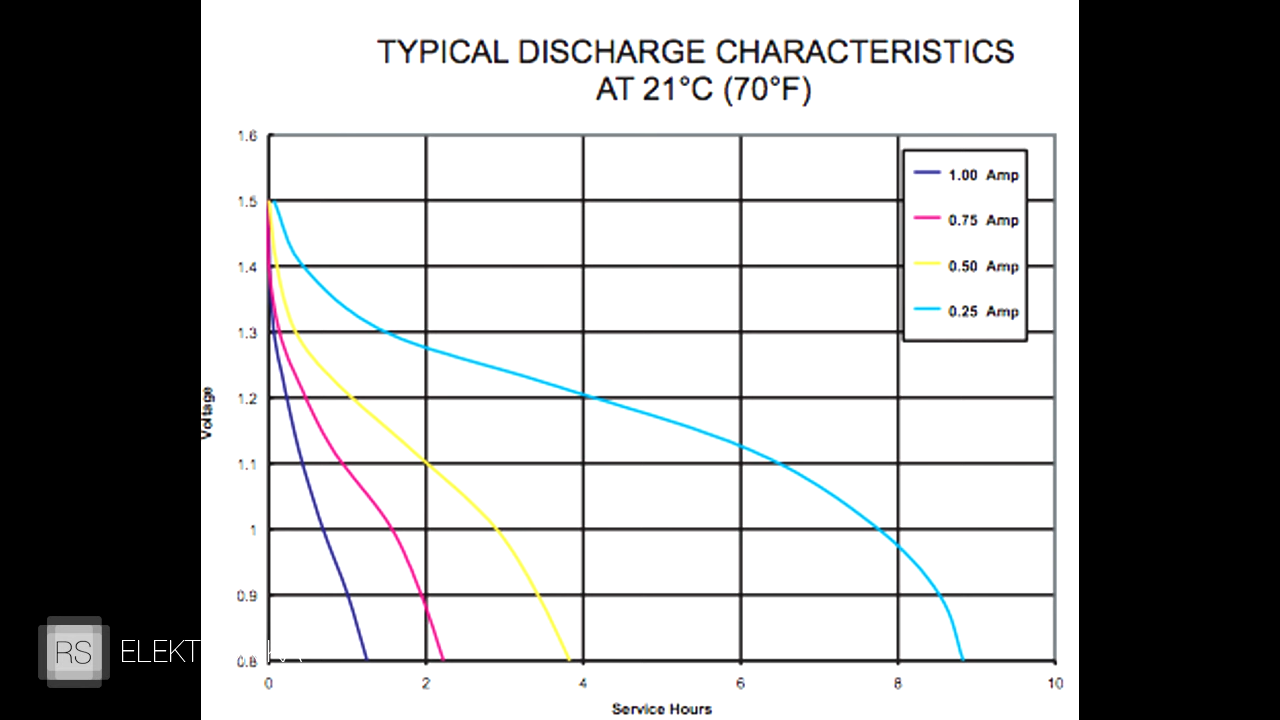 TYPICAL DISCHARGE CHARACTERISTICS
AT 21°C (70°F)
1.6
1.5
1.4
1.3
1.2
1.1
1
0.9
0.8
Voltage
1.00 Amp
0.75 Amp
0.50 Amp
0.25 Amp
0 2 4 6 8 10
Service Hours
RS